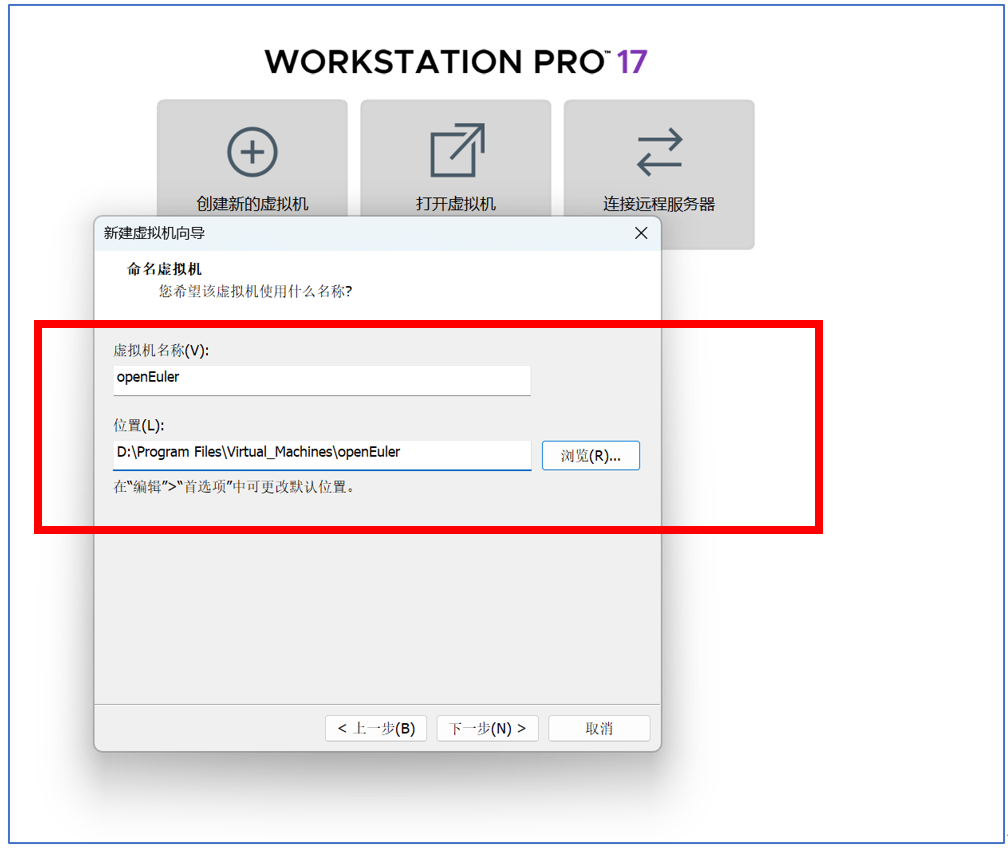 WORKSTATION PRO™ 17
创建新的虚拟机
打开虚拟机
连接远程服务器
新建虚拟机向导
命名虚拟机
您希望该虚拟机使用什么名称?
虚拟机名称(V):
openEuler
位置(L):
D:\Program Files\Virtual_Machines\openEuler
浏览(R)...
在“编辑”>“首选项”中可更改默认位置。
< 上一步(B)
下一步(N) >
取消